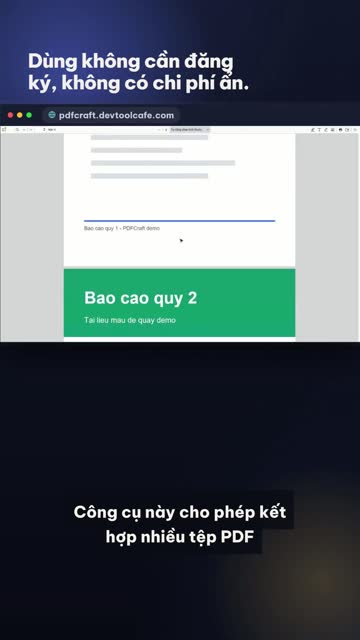 Dùng không cần đăng
ký, không có chi phí ẩn.
pdfcraft.devtoolcafe.com
Bao cao quy 1 - PDFCraft demo
Bao cao quy 2
Tai lieu mau de quay demo
Công cụ này cho phép kết
hợp nhiều tệp PDF